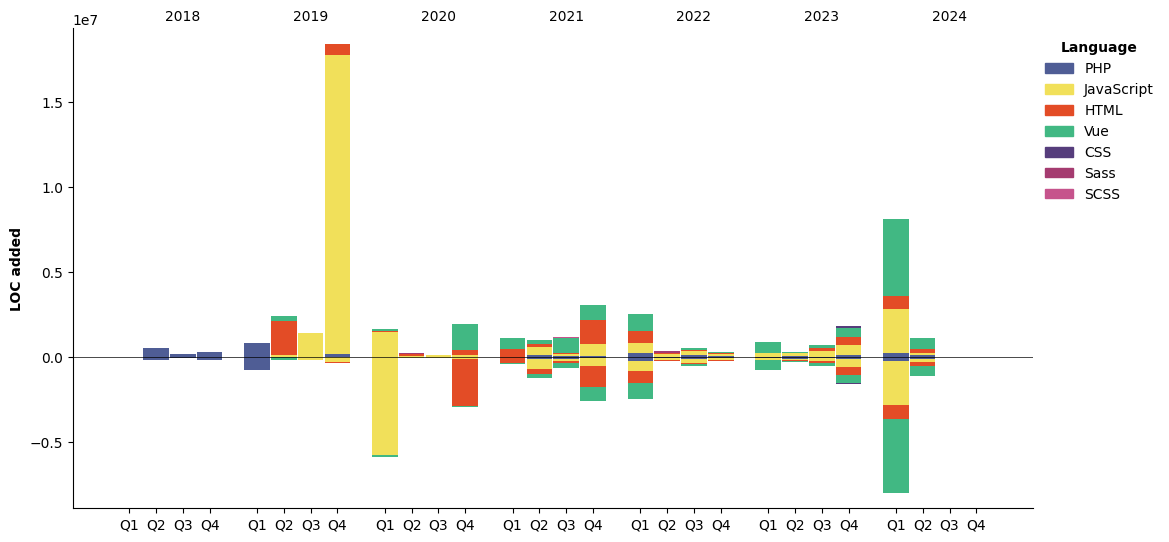 1e7
2018 2019 2020 2021 2022 2023 2024
Language
PHP
JavaScript
HTML
Vue
CSS
Sass
SCSS
LOC added
1.5
1.0
0.5
0.0
−0.5
Q1 Q2 Q3 Q4 Q1 Q2 Q3 Q4 Q1 Q2 Q3 Q4 Q1 Q2 Q3 Q4 Q1 Q2 Q3 Q4 Q1 Q2 Q3 Q4 Q1 Q2 Q3 Q4